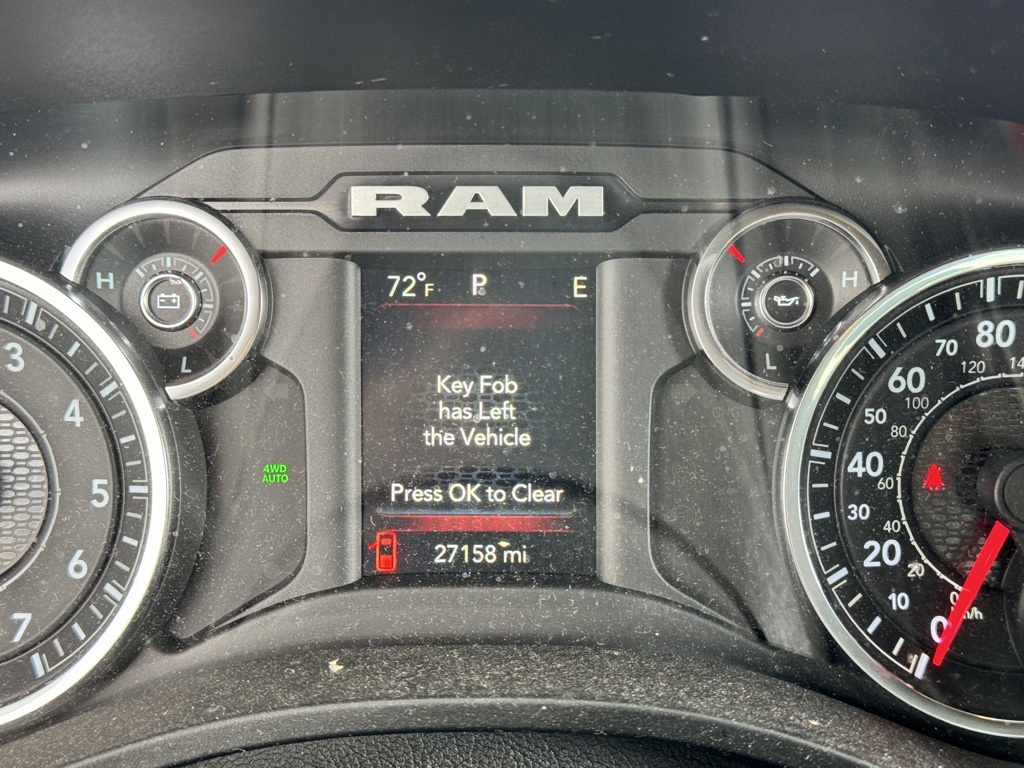 RAM
72°F P E
H
L
H
L
Key Fob
has Left
the Vehicle
Press OK to Clear
27158 mi
4WD
AUTO
3
4
5
6
7
80
70
60
50
40
30
20
10
0
120
100
80
60
40
20